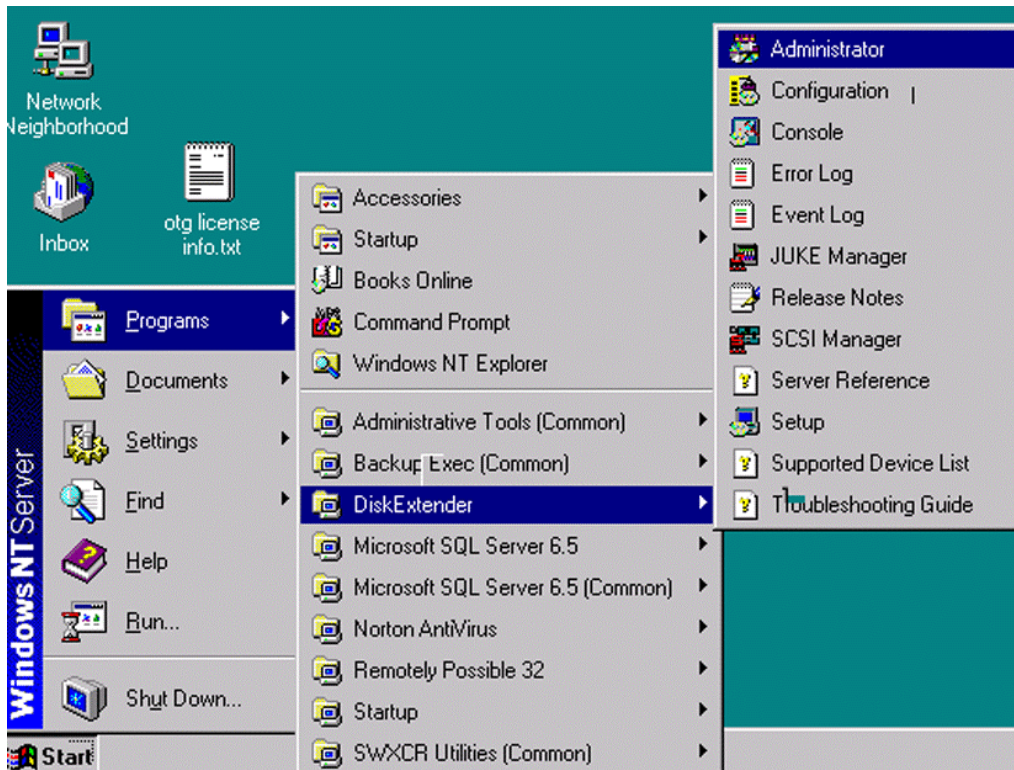 Network
Neighborhood
Inbox
otg license
info.txt
Windows NT Server
Programs
Documents
Settings
Find
Help
Run...
Shut Down...
Start
Accessories
Startup
Books Online
Command Prompt
Windows NT Explorer
Administrative Tools (Common)
Backup Exec (Common)
DiskExtender
Microsoft SQL Server 6.5
Microsoft SQL Server 6.5 (Common)
Norton AntiVirus
Remotely Possible 32
Startup
SWXCR Utilities (Common)
Administrator
Configuration
Console
Error Log
Event Log
JUKE Manager
Release Notes
SCSI Manager
Server Reference
Setup
Supported Device List
Troubleshooting Guide